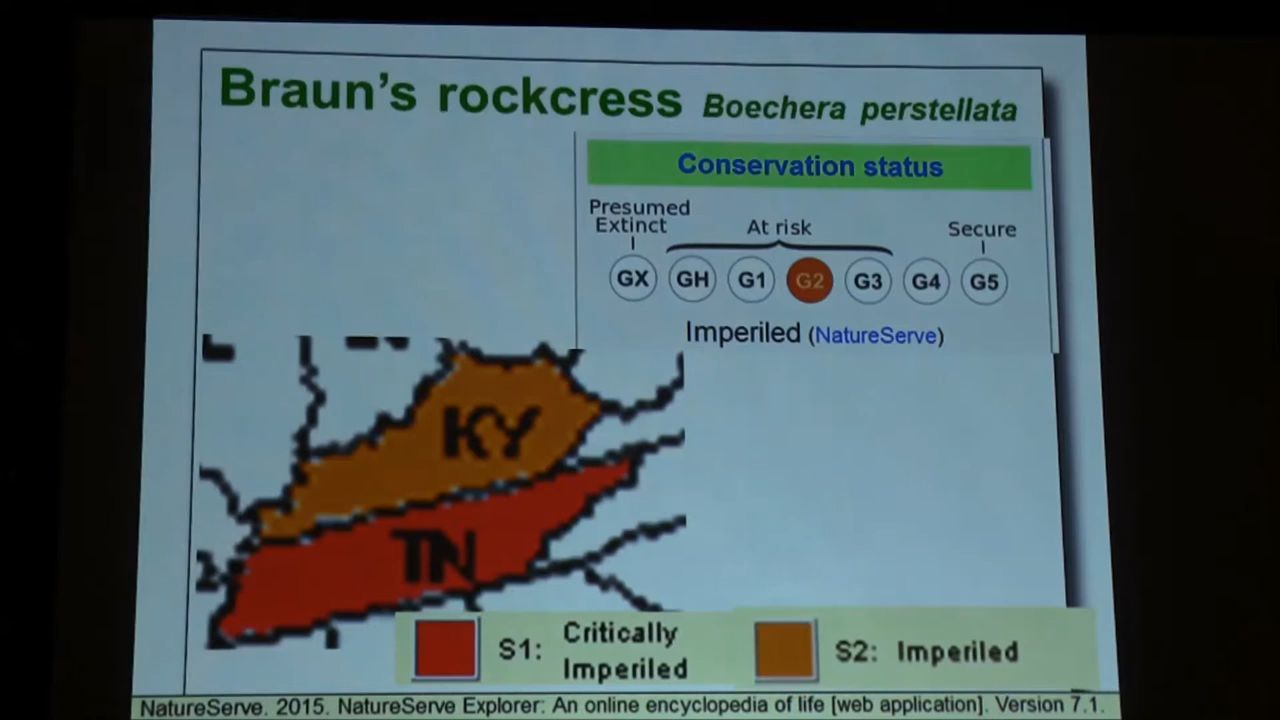 Braun's rockcress Boechera perstellata
Conservation status
Presumed
Extinct
At risk
Secure
GX GH G1 G2 G3 G4 G5
Imperiled (NatureServe)
KY
TN
S1: Critically
Imperiled
S2: Imperiled
NatureServe. 2015. NatureServe Explorer: An online encyclopedia of life [web application]. Version 7.1.